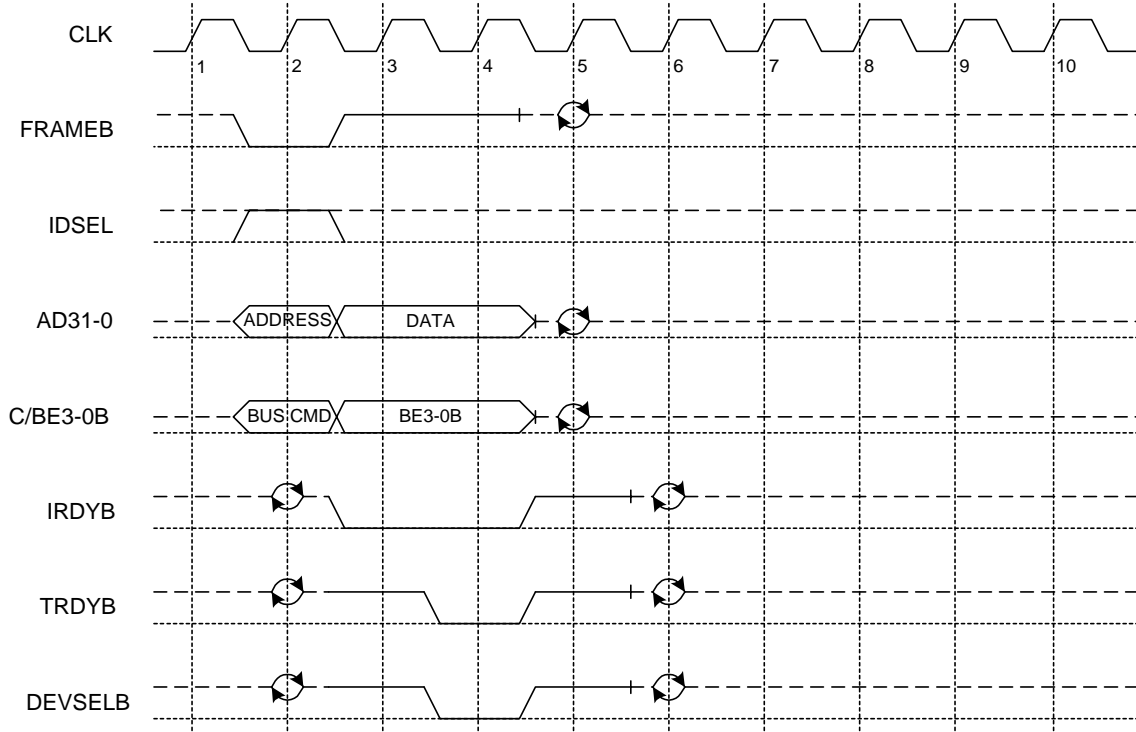 CLK
1 2 3 4 5 6 7 8 9 10
FRAMEB
IDSEL
AD31-0 ADDRESS DATA
C/BE3-0B BUS CMD BE3-0B
IRDYB
TRDYB
DEVSELB